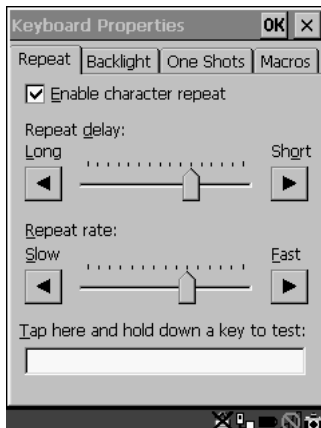 Keyboard Properties OK ×
Repeat Backlight One Shots Macros
Enable character repeat
Repeat delay:
Long Short
Repeat rate:
Slow Fast
Tap here and hold down a key to test: